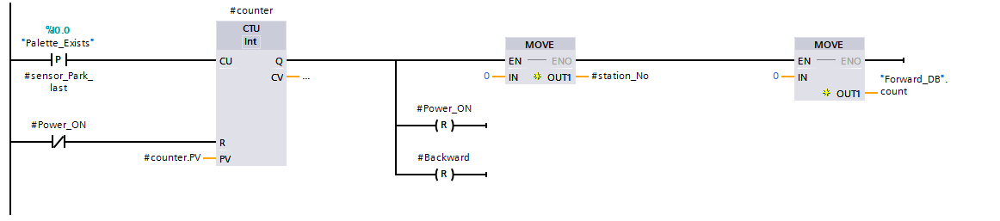 #counter
%I0.0
"Palette_Exists"
P
#sensor_Park_
last
CTU
Int
CU
Q
CV
...
#Power_ON
R
#counter.PV
PV
MOVE
EN
ENO
0
IN
OUT1
#station_No
#Power_ON
R
#Backward
R
MOVE
EN
ENO
0
IN
OUT1
"Forward_DB".
count